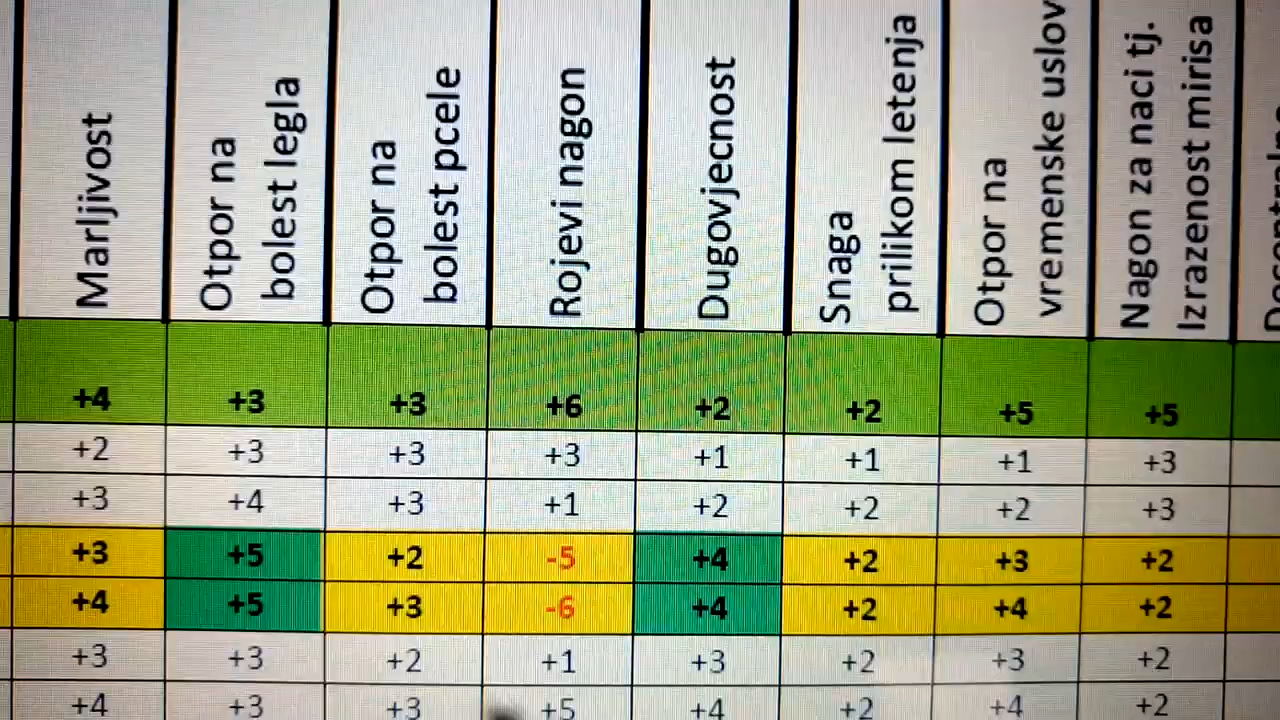 Marljivost
Otpor na
bolest legla
Otpor na
bolest pcele
Rojevi nagon
Dugovjecnost
Snaga
prilikom letenja
Otpor na
vremenske uslov
Nagon za naci tj.
Izrazenost mirisa
+4 +3 +3 +6 +2 +2 +5 +5
+2 +3 +3 +3 +1 +1 +1 +3
+3 +4 +3 +1 +2 +2 +2 +3
+3 +5 +2 -5 +4 +2 +3 +2
+4 +5 +3 -6 +4 +2 +4 +2
+3 +3 +2 +1 +3 +2 +3 +2
+4 +3 +3 +5 +4 +2 +4 +2